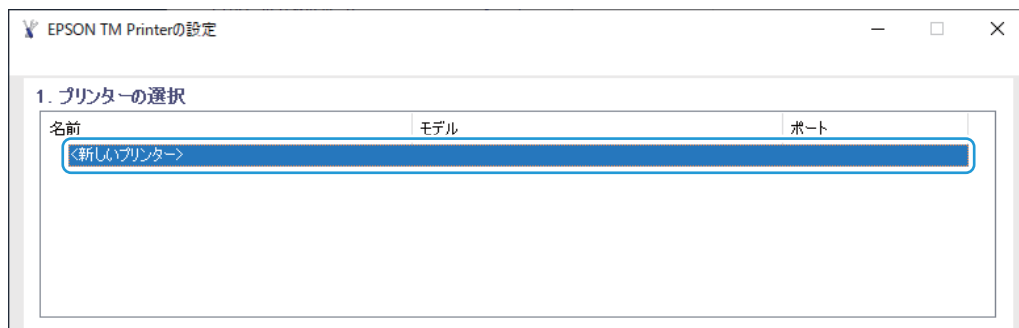 EPSON TM Printerの設定
1. プリンターの選択
名前 モデル ポート
<新しいプリンター>